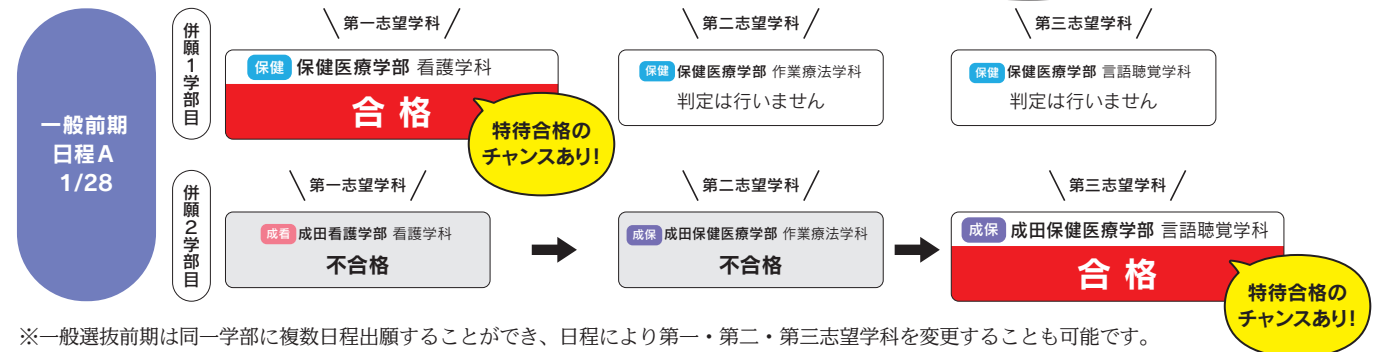 一般前期
日程A
1/28
併願1学部目
第一志望学科
保健 保健医療学部 看護学科
合格
特待合格の
チャンスあり!
第二志望学科
保健 保健医療学部 作業療法学科
判定は行いません
第三志望学科
保健 保健医療学部 言語聴覚学科
判定は行いません
併願2学部目
第一志望学科
成看 成田看護学部 看護学科
不合格
第二志望学科
成保 成田保健医療学部 作業療法学科
不合格
第三志望学科
成保 成田保健医療学部 言語聴覚学科
合格
特待合格の
チャンスあり!
※一般選抜前期は同一学部に複数日程出願することができ、日程により第一・第二・第三志望学科を変更することも可能です。